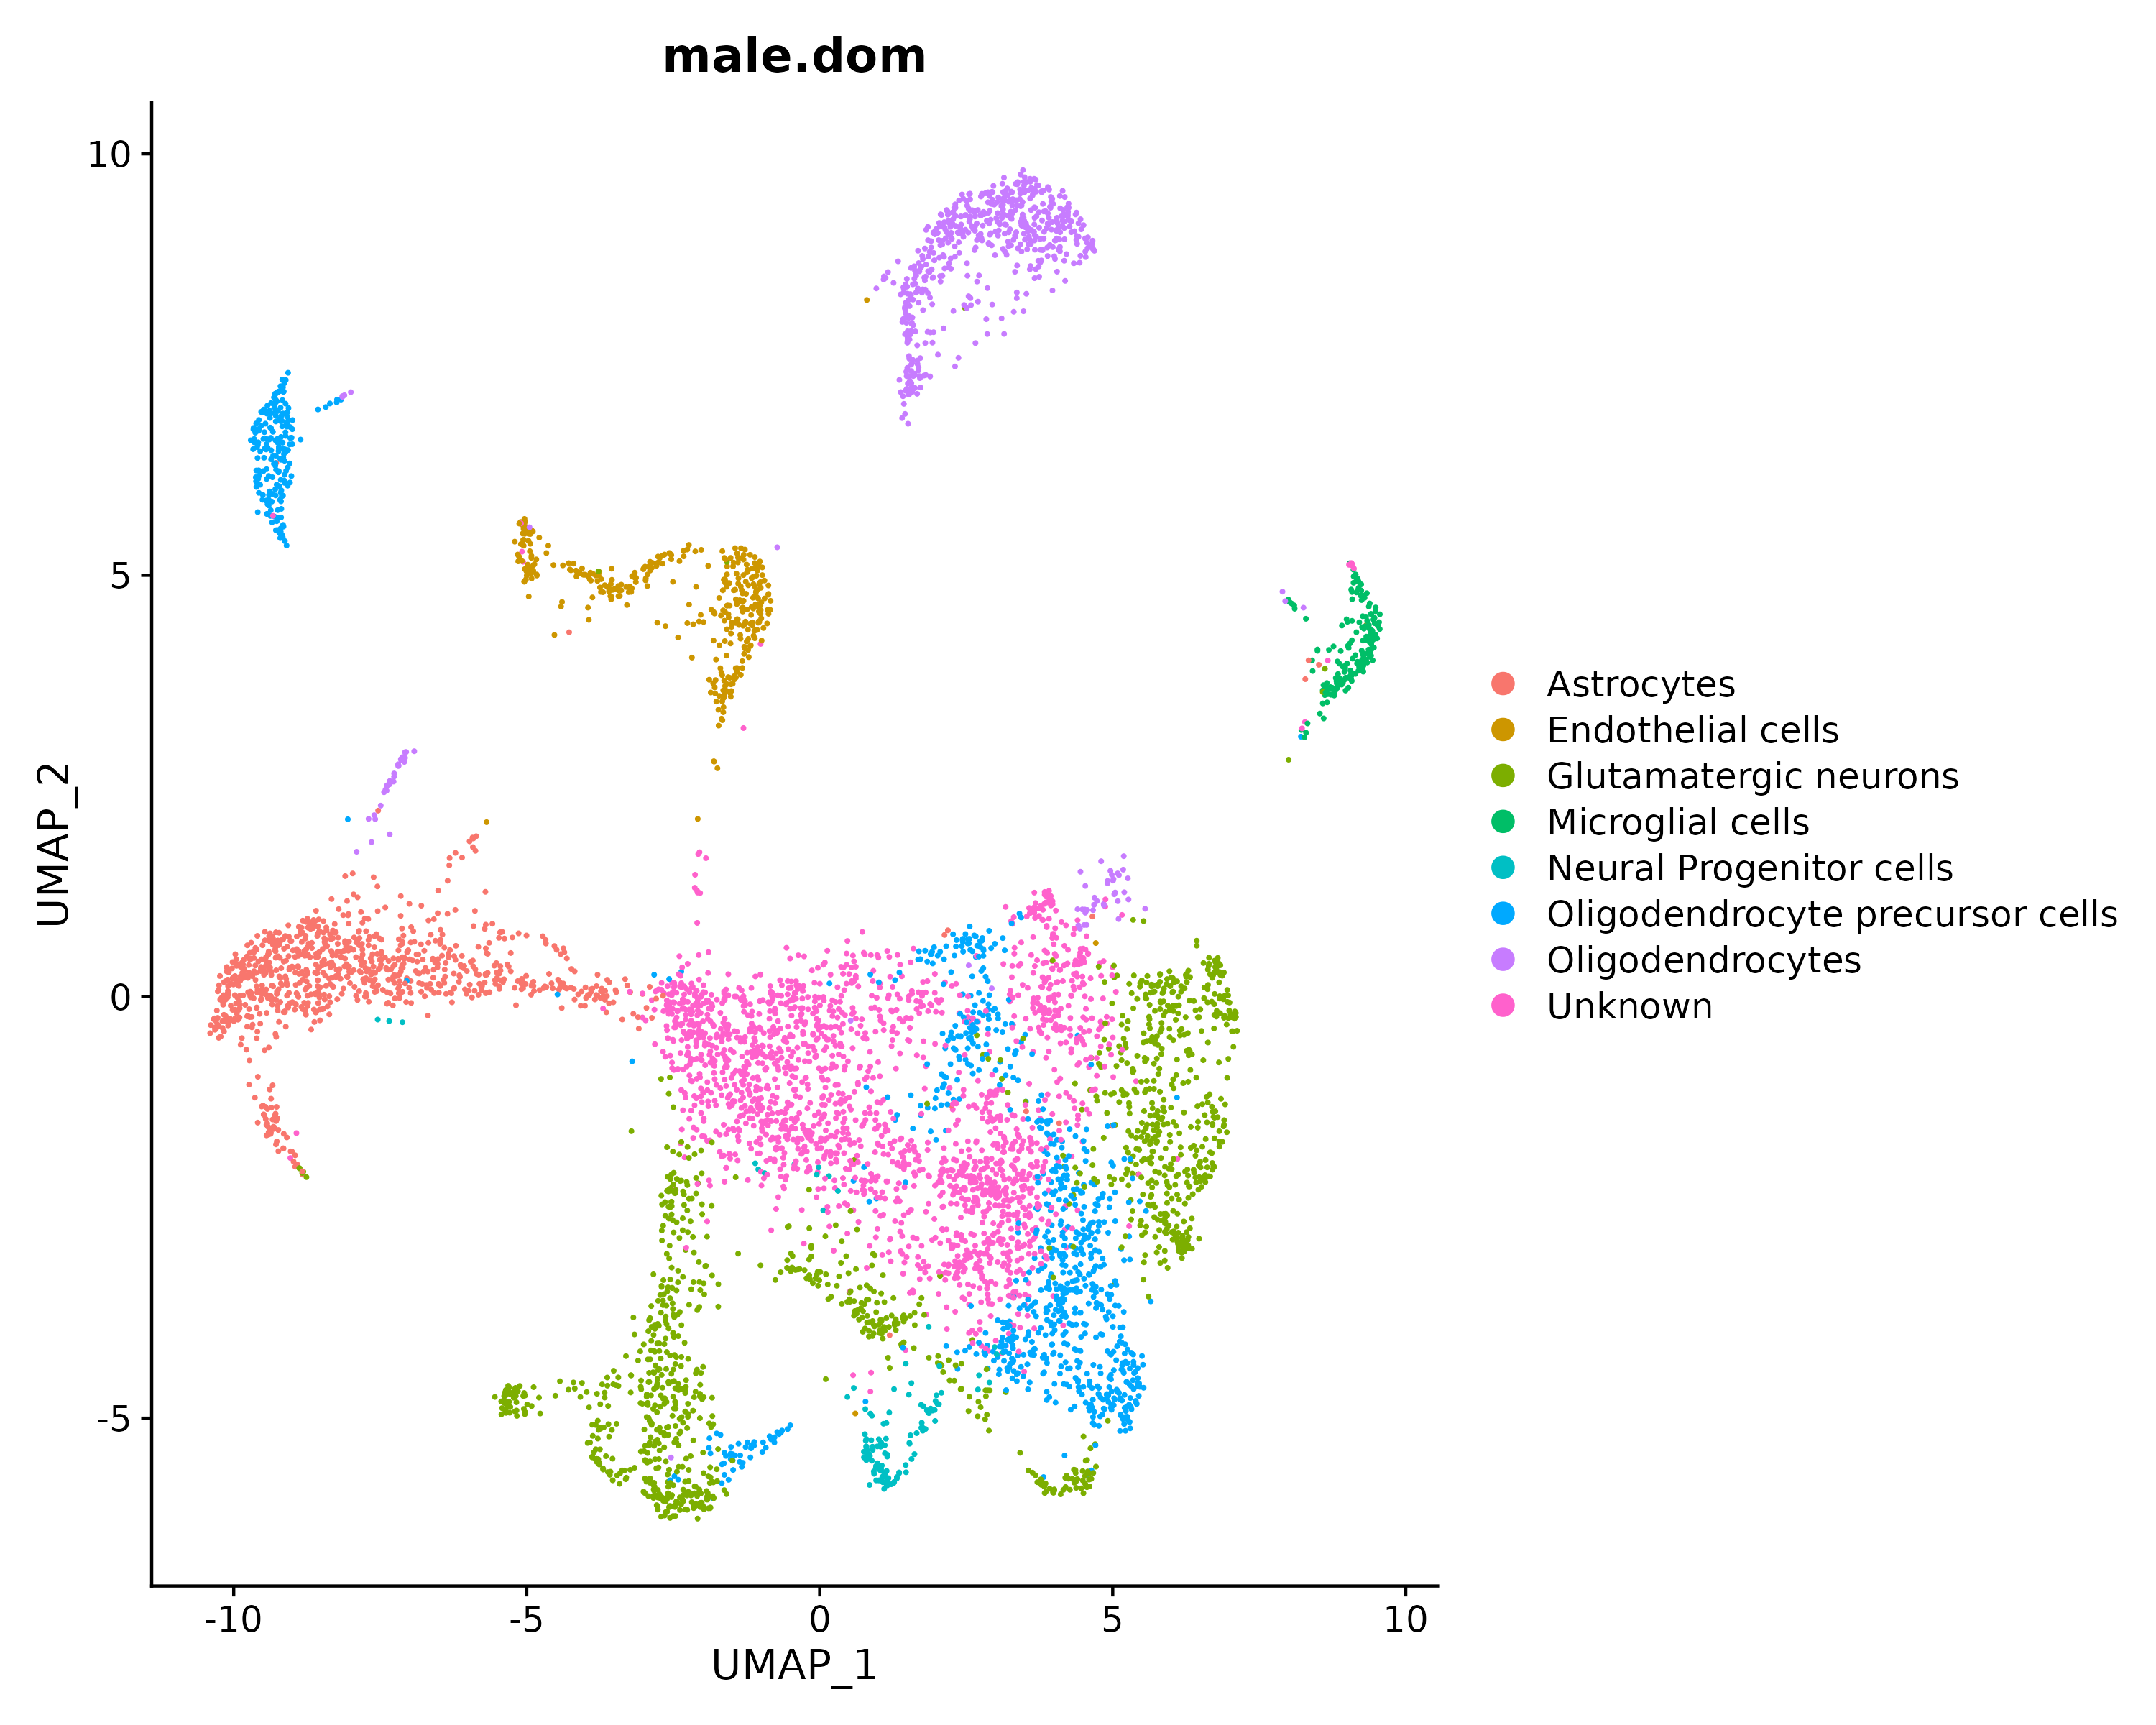 male.dom
10
5
0
-5
UMAP_2
-10
-5
0
5
10
UMAP_1
Astrocytes
Endothelial cells
Glutamatergic neurons
Microglial cells
Neural Progenitor cells
Oligodendrocyte precursor cells
Oligodendrocytes
Unknown